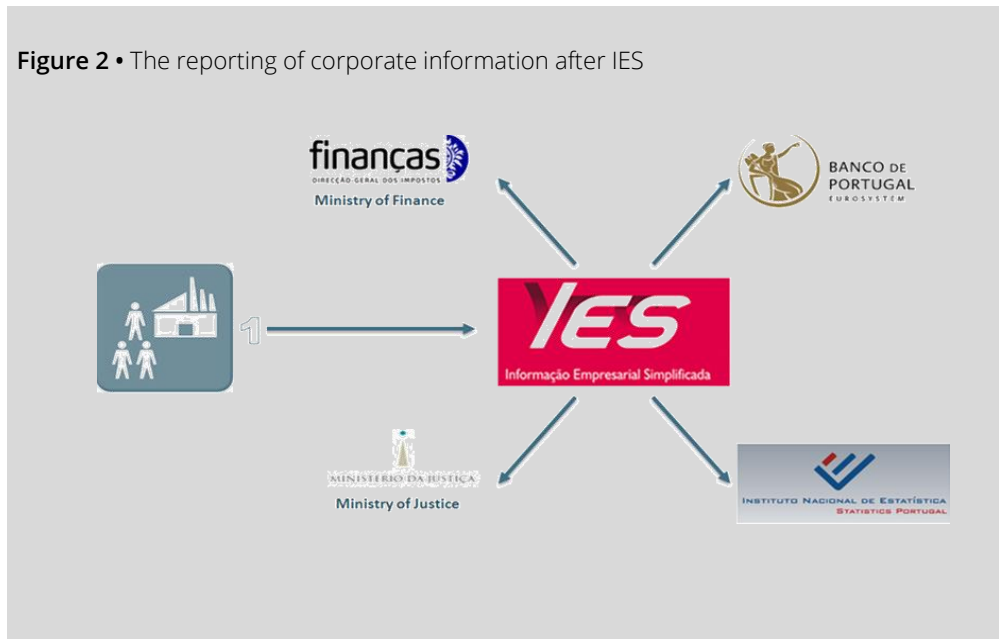 Figure 2 • The reporting of corporate information after IES
finanças
DIRECÇÃO GERAL DOS IMPOSTOS
Ministry of Finance
BANCO DE
PORTUGAL
EUROSYSTEM
1
IES
Informação Empresarial Simplificada
MINISTÉRIO DA JUSTIÇA
Ministry of Justice
INSTITUTO NACIONAL DE ESTATÍSTICA
STATISTICS PORTUGAL